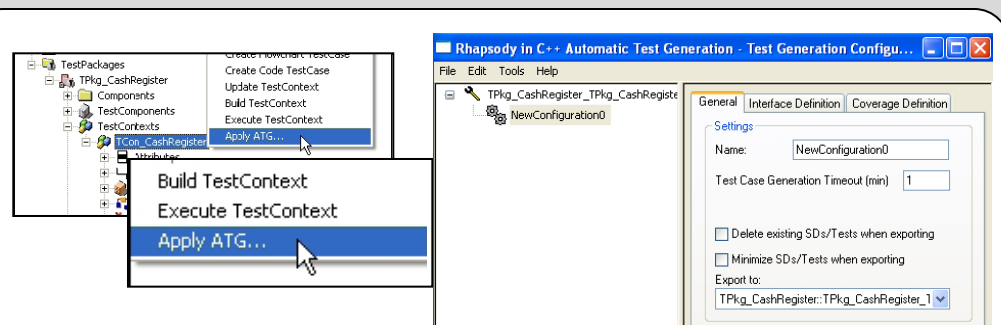 TestPackages
TPkg_CashRegister
Components
TestComponents
TestContexts
TCon_CashRegister
Attributes
Create Flowchart TestCase
Create Code TestCase
Update TestContext
Build TestContext
Execute TestContext
Apply ATG...
Build TestContext
Execute TestContext
Apply ATG...
Rhapsody in C++ Automatic Test Generation - Test Generation Configu...
File Edit Tools Help
TPkg_CashRegister_TPkg_CashRegiste
NewConfiguration0
General Interface Definition Coverage Definition
Settings
Name: NewConfiguration0
Test Case Generation Timeout (min) 1
Delete existing SDs/Tests when exporting
Minimize SDs/Tests when exporting
Export to:
TPkg_CashRegister::TPkg_CashRegister_T